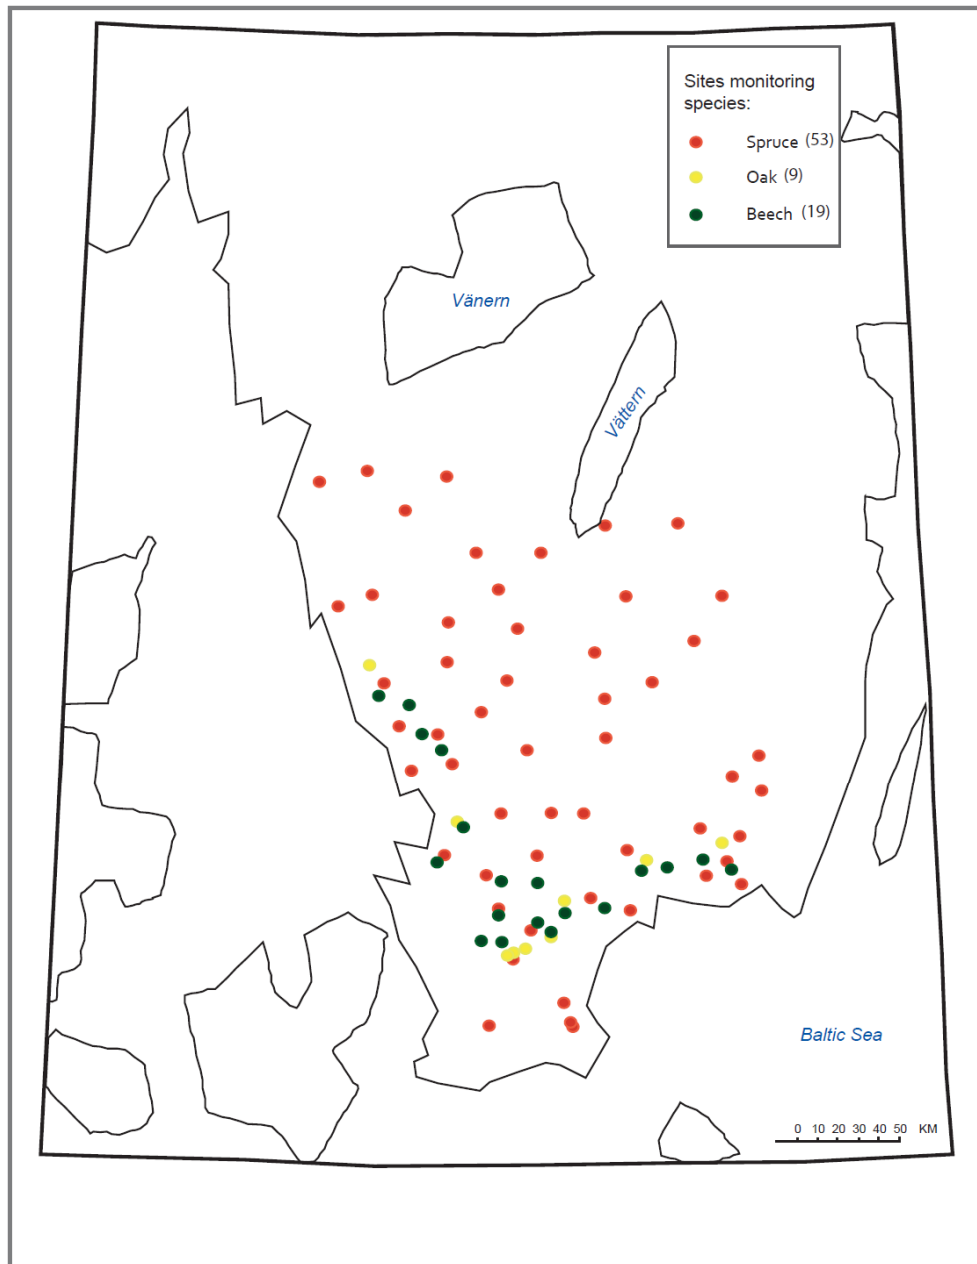 Sites monitoring
species:
Spruce (53)
Oak (9)
Beech (19)
Vänern
Vättern
Baltic Sea
0 10 20 30 40 50 KM